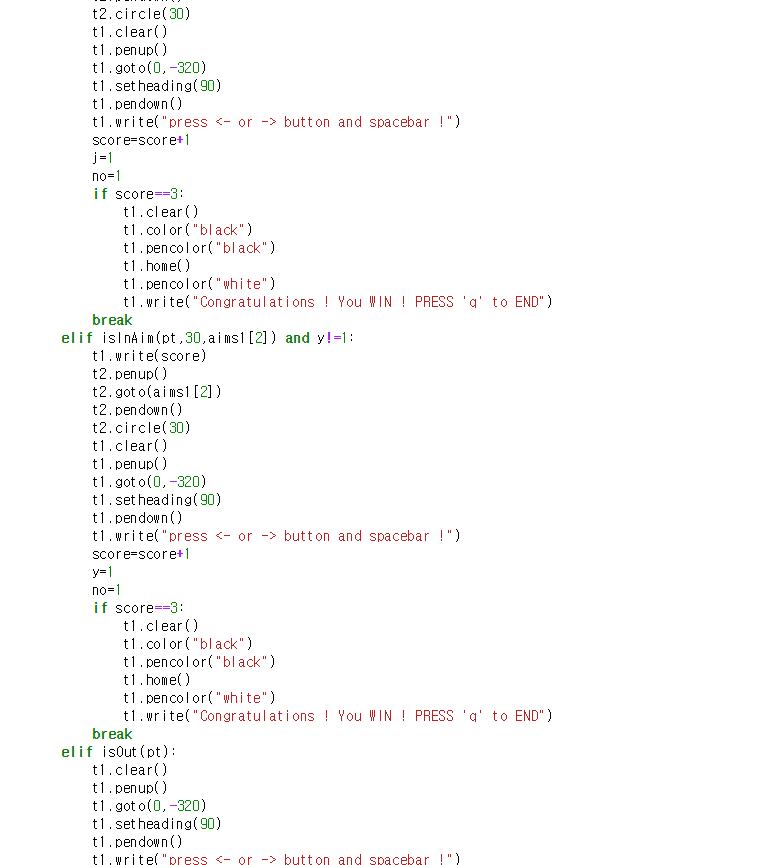 t2.circle(30)
t1.clear()
t1.penup()
t1.goto(0,-320)
t1.setheading(90)
t1.pendown()
t1.write("press <- or -> button and spacebar !")
score=score+1
j=1
no=1
if score==3:
t1.clear()
t1.color("black")
t1.pencolor("black")
t1.home()
t1.pencolor("white")
t1.write("Congratulations ! You WIN ! PRESS 'q' to END")
break
elif isInAim(pt,30,aims1[2]) and y!=1:
t1.write(score)
t2.penup()
t2.goto(aims1[2])
t2.pendown()
t2.circle(30)
t1.clear()
t1.penup()
t1.goto(0,-320)
t1.setheading(90)
t1.pendown()
t1.write("press <- or -> button and spacebar !")
score=score+1
y=1
no=1
if score==3:
t1.clear()
t1.color("black")
t1.pencolor("black")
t1.home()
t1.pencolor("white")
t1.write("Congratulations ! You WIN ! PRESS 'q' to END")
break
elif isOut(pt):
t1.clear()
t1.penup()
t1.goto(0,-320)
t1.setheading(90)
t1.pendown()
t1.write("press <- or -> button and spacebar !")